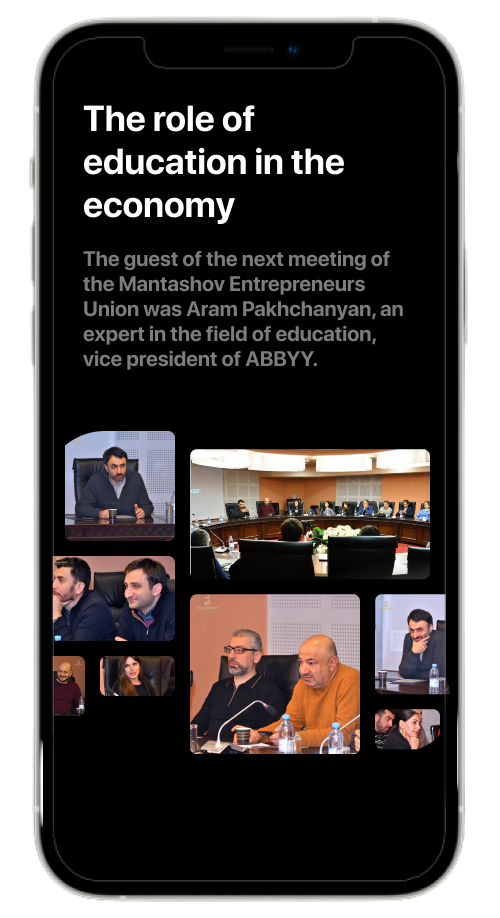 The role of
education in the
economy
The guest of the next meeting of
the Mantashov Entrepreneurs
Union was Aram Pakhchanyan, an
expert in the field of education,
vice president of ABBYY.